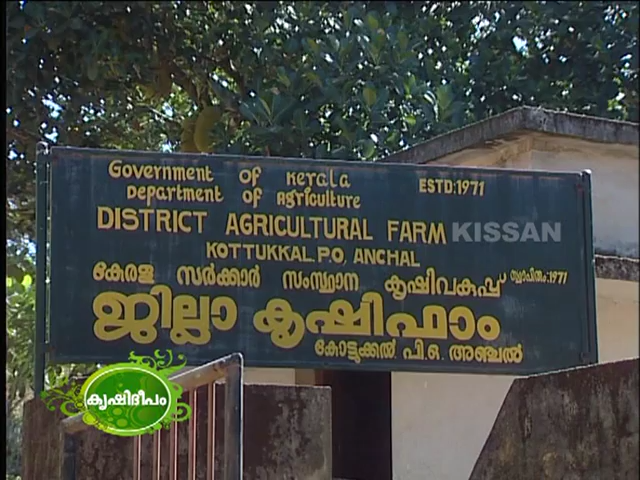 Government of Kerala ESTD:1971
Department of Agriculture
DISTRICT AGRICULTURAL FARM KISSAN
KOTTUKKAL.P.O, ANCHAL
കേരള സർക്കാർ സംസ്ഥാന കൃഷിവകുപ്പ് സ്ഥാപിതം:1971
ജില്ലാ കൃഷിഫാം
കോട്ടുക്കൽ പി.ഒ. അഞ്ചൽ
കൃഷിദീപം